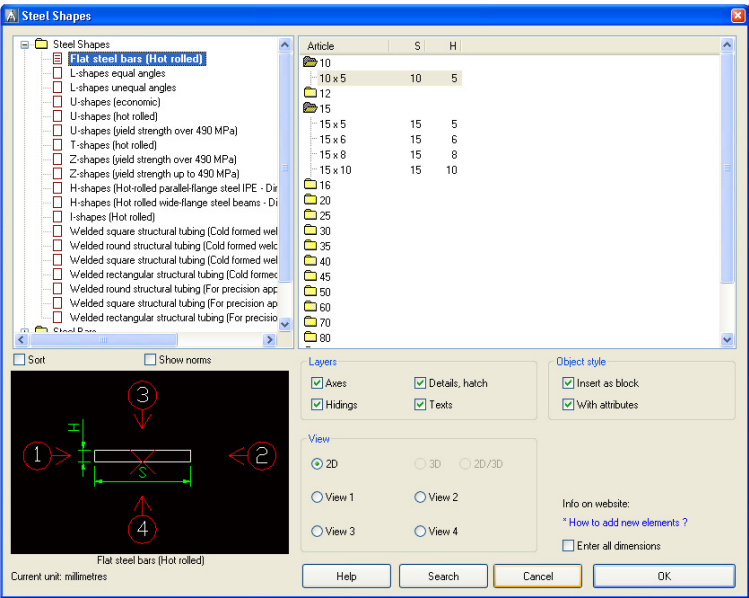 Steel Shapes
Steel Shapes
Flat steel bars (Hot rolled)
L-shapes equal angles
L-shapes unequal angles
U-shapes (economic)
U-shapes (hot rolled)
U-shapes (yield strength over 490 MPa)
T-shapes (hot rolled)
Z-shapes (yield strength over 490 MPa)
Z-shapes (yield strength up to 490 MPa)
H-shapes (Hot-rolled parallel-flange steel IPE - Dir
H-shapes (Hot rolled wide-flange steel beams - Di
I-shapes (Hot rolled)
Welded square structural tubing (Cold formed wel
Welded round structural tubing (Cold formed welc
Welded square structural tubing (Cold formed wel
Welded rectangular structural tubing (Cold formec
Welded round structural tubing (For precision app
Welded square structural tubing (For precision ap
Welded rectangular structural tubing (For precisio
Steel Bars
Sort Show norms
Article S H
10
10 x 5 10 5
12
15
15 x 5 15 5
15 x 6 15 6
15 x 8 15 8
15 x 10 15 10
16
20
25
30
35
40
45
50
60
70
80
3
H
1 2
S
4
Flat steel bars (Hot rolled)
Current unit: millimetres
Layers
Axes Details, hatch
Hidings Texts
Object style
Insert as block
With attributes
View
2D 3D 2D/3D
View 1 View 2
View 3 View 4
Info on website:
* How to add new elements ?
Enter all dimensions
Help Search Cancel OK